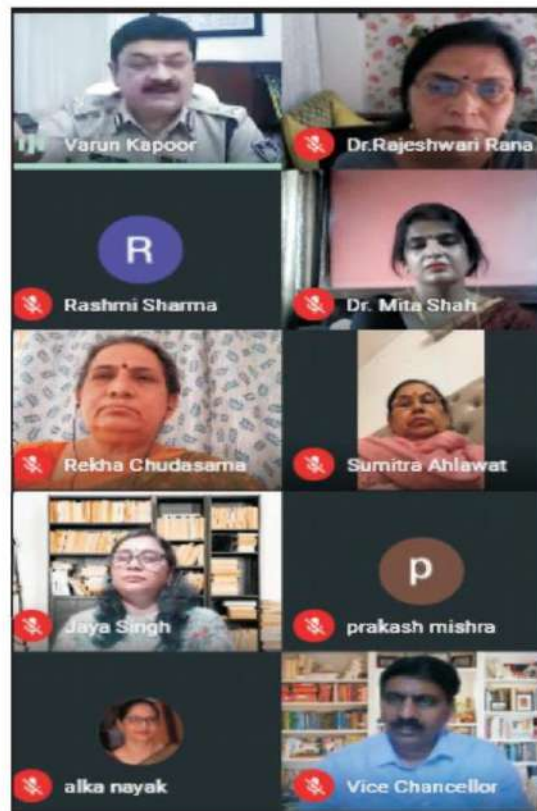 Varun Kapoor
Dr.Rajeshwari Rana
R
Rashmi Sharma
Dr. Mita Shah
Rekha Chudasama
Sumitra Ahlawat
Jaya Singh
p
prakash mishra
alka nayak
Vice Chancellor